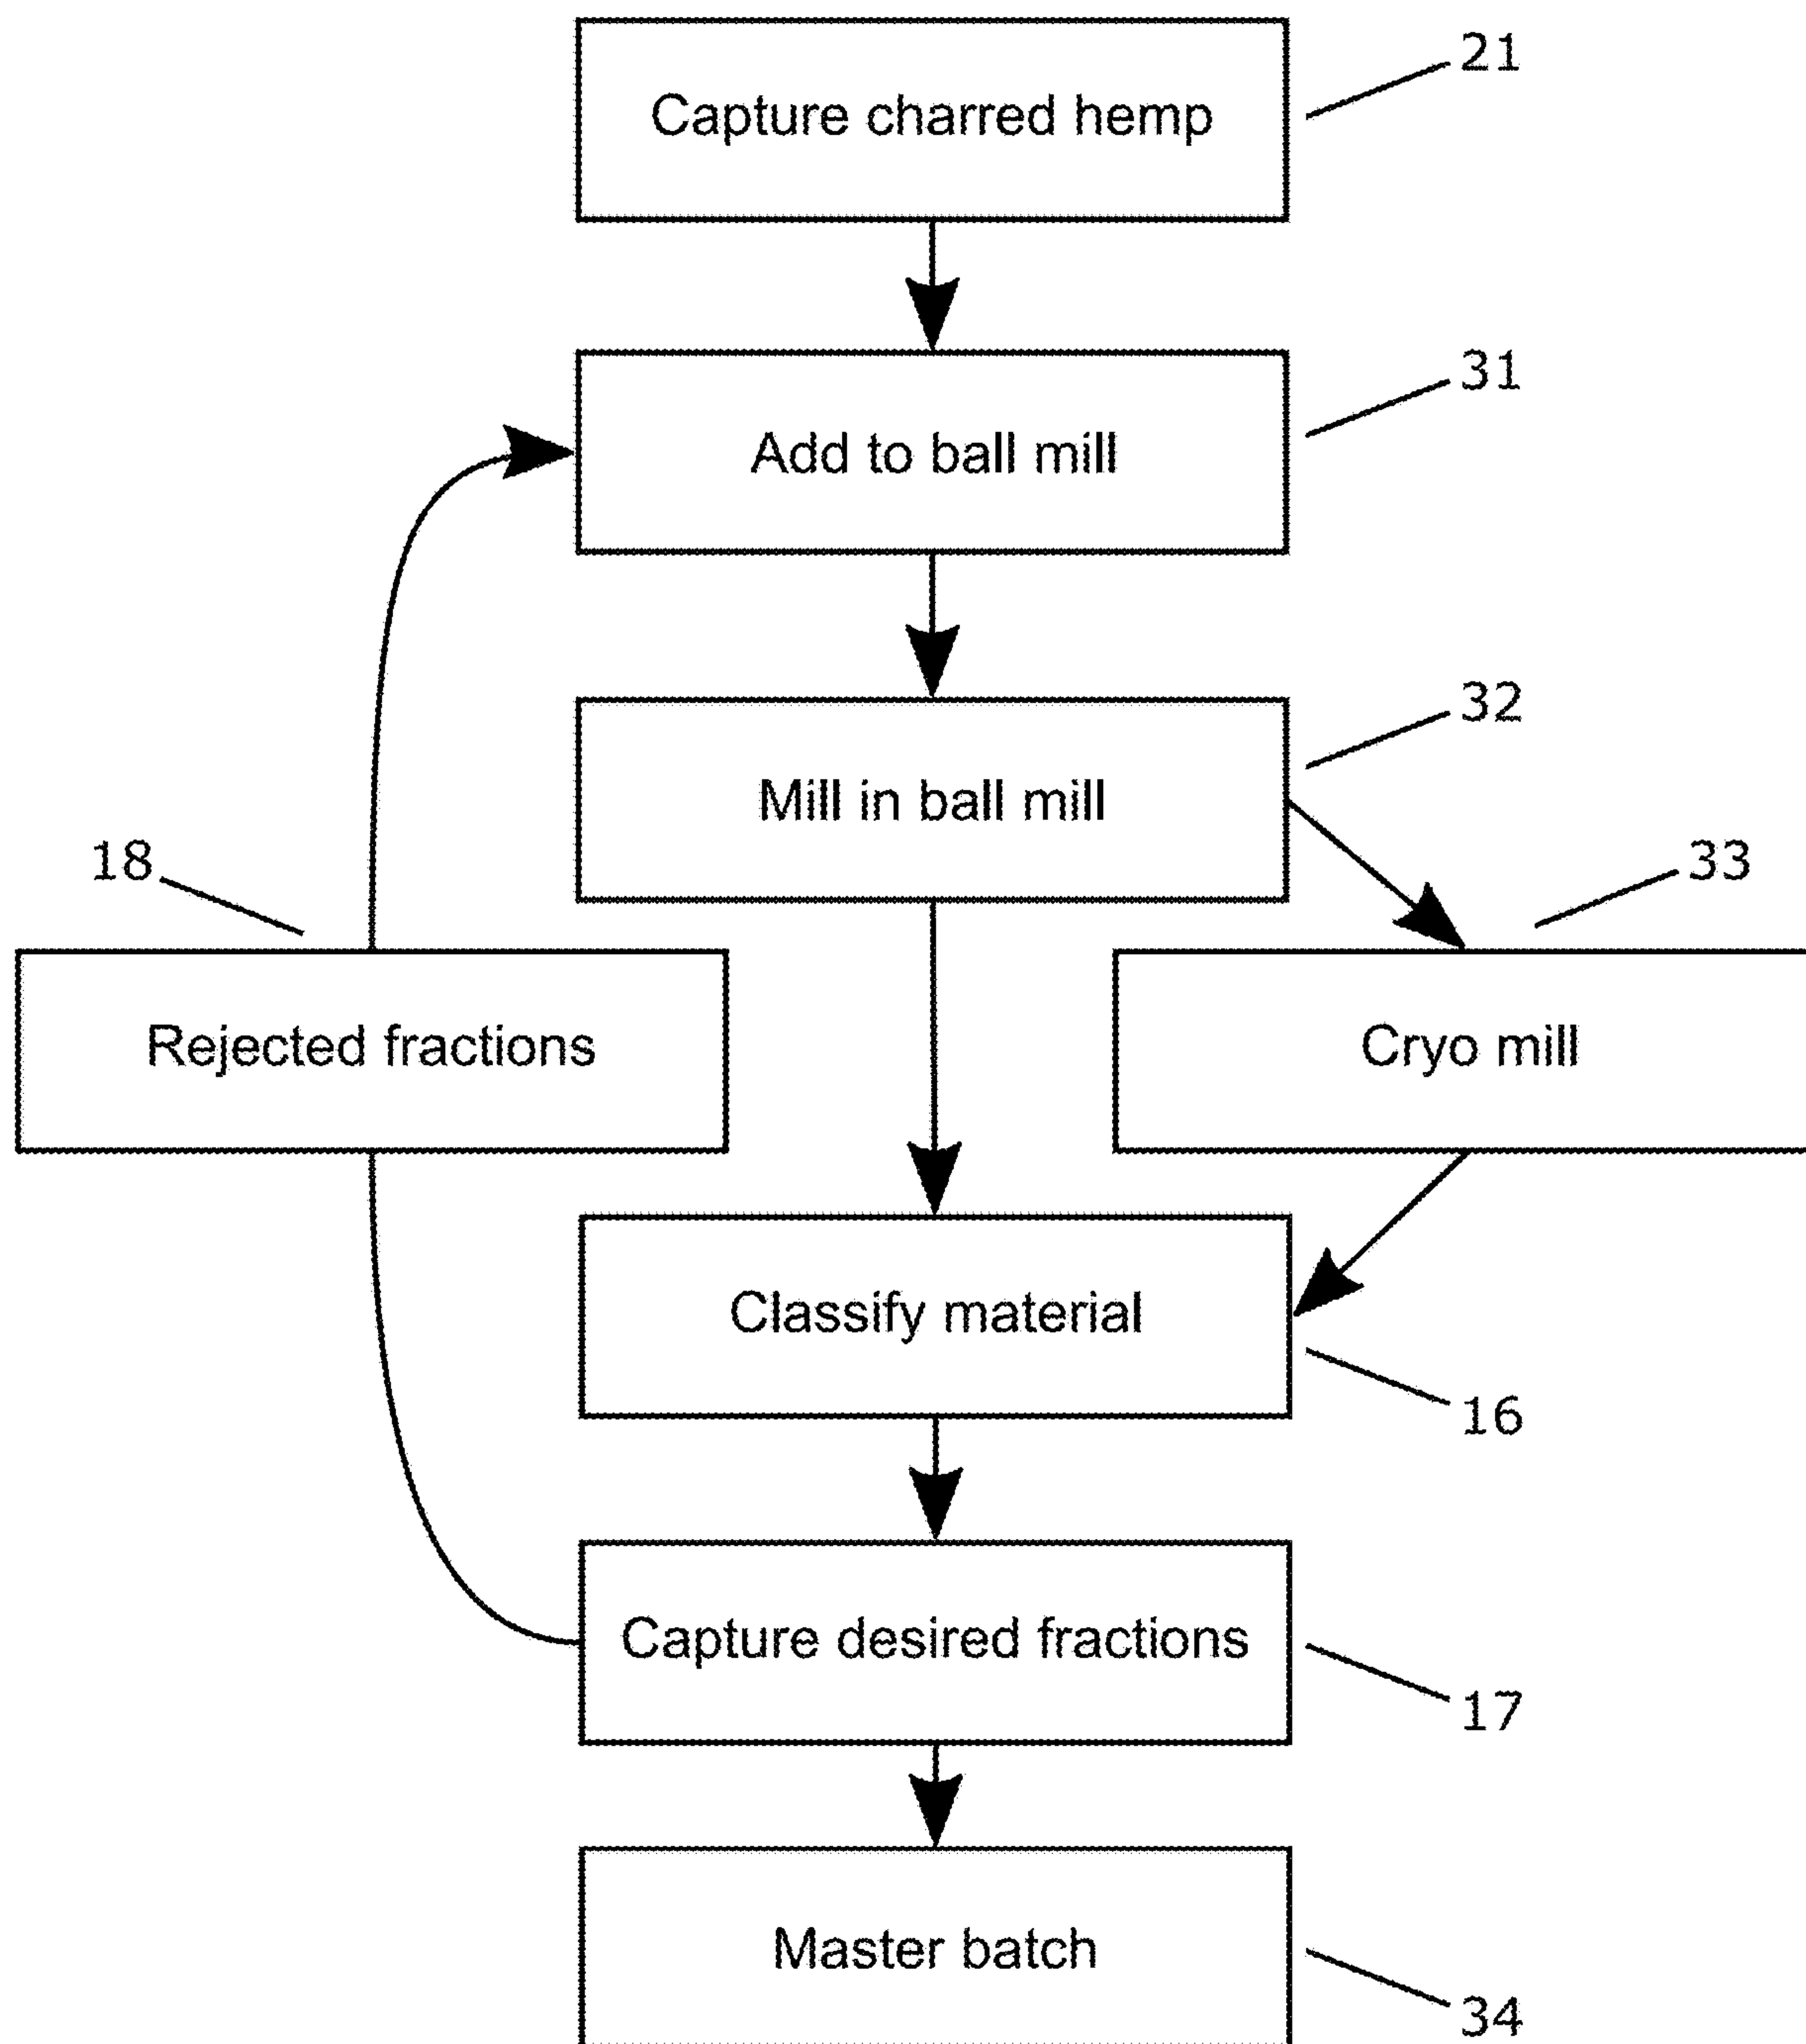 Capture charred hemp
21
Add to ball mill
31
Mill in ball mill
32
18
33
Rejected fractions
Cryo mill
Classify material
16
Capture desired fractions
17
Master batch
34